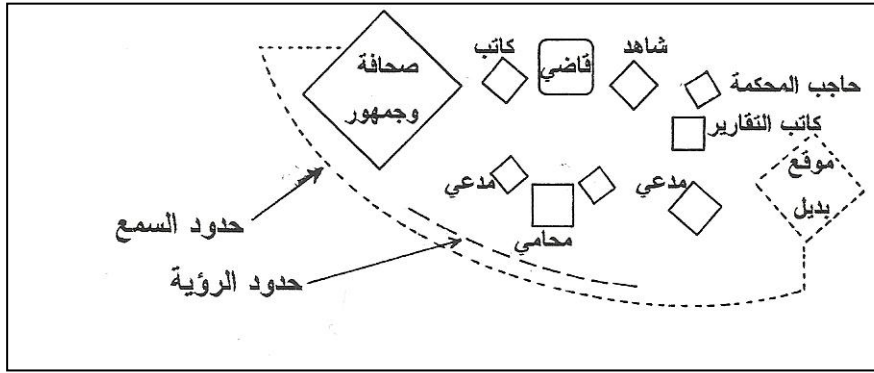 صحافة
وجمهور
كاتب
قاضي
شاهد
حاجب المحكمة
كاتب التقارير
موقع
بديل
مدعي
مدعي
محامي
حدود السمع
حدود الرؤية